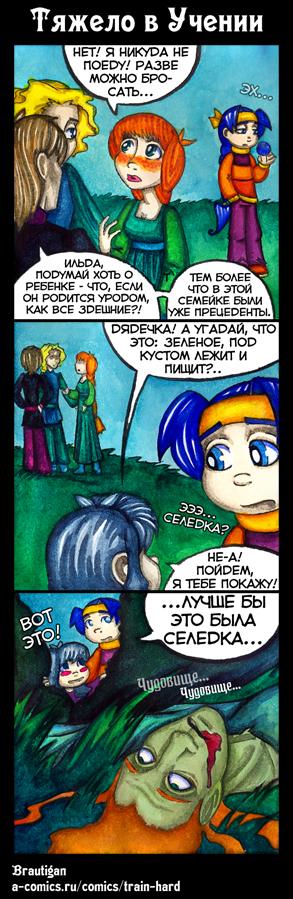 Тяжело в Учении
НЕТ! Я НИКУДА НЕ
ПОЕДУ! РАЗВЕ
МОЖНО БРО-
САТЬ...
ЭХ...
ИЛЬДА,
ПОДУМАЙ ХОТЬ О
РЕБЕНКЕ - ЧТО, ЕСЛИ
ОН РОДИТСЯ УРОДОМ,
КАК ВСЕ ЗДЕШНИЕ?!
ТЕМ БОЛЕЕ
ЧТО В ЭТОЙ
СЕМЕЙКЕ БЫЛИ
УЖЕ ПРЕЦЕДЕНТЫ.
DЯDЕЧКА! А УГАДАЙ, ЧТО
ЭТО: ЗЕЛЕНОЕ, ПОД
КУСТОМ ЛЕЖИТ И
ПИЩИТ?..
ЭЭЭ...
СЕЛЕДКА?
НЕ-А!
ПОЙДЕМ,
Я ТЕБЕ ПОКАЖУ!
ВОТ
ЭТО!
...ЛУЧШЕ БЫ
ЭТО БЫЛА
СЕЛЕДКА...
Чудовище...
Чудовище...
Brautigan
a-comics.ru/comics/train-hard